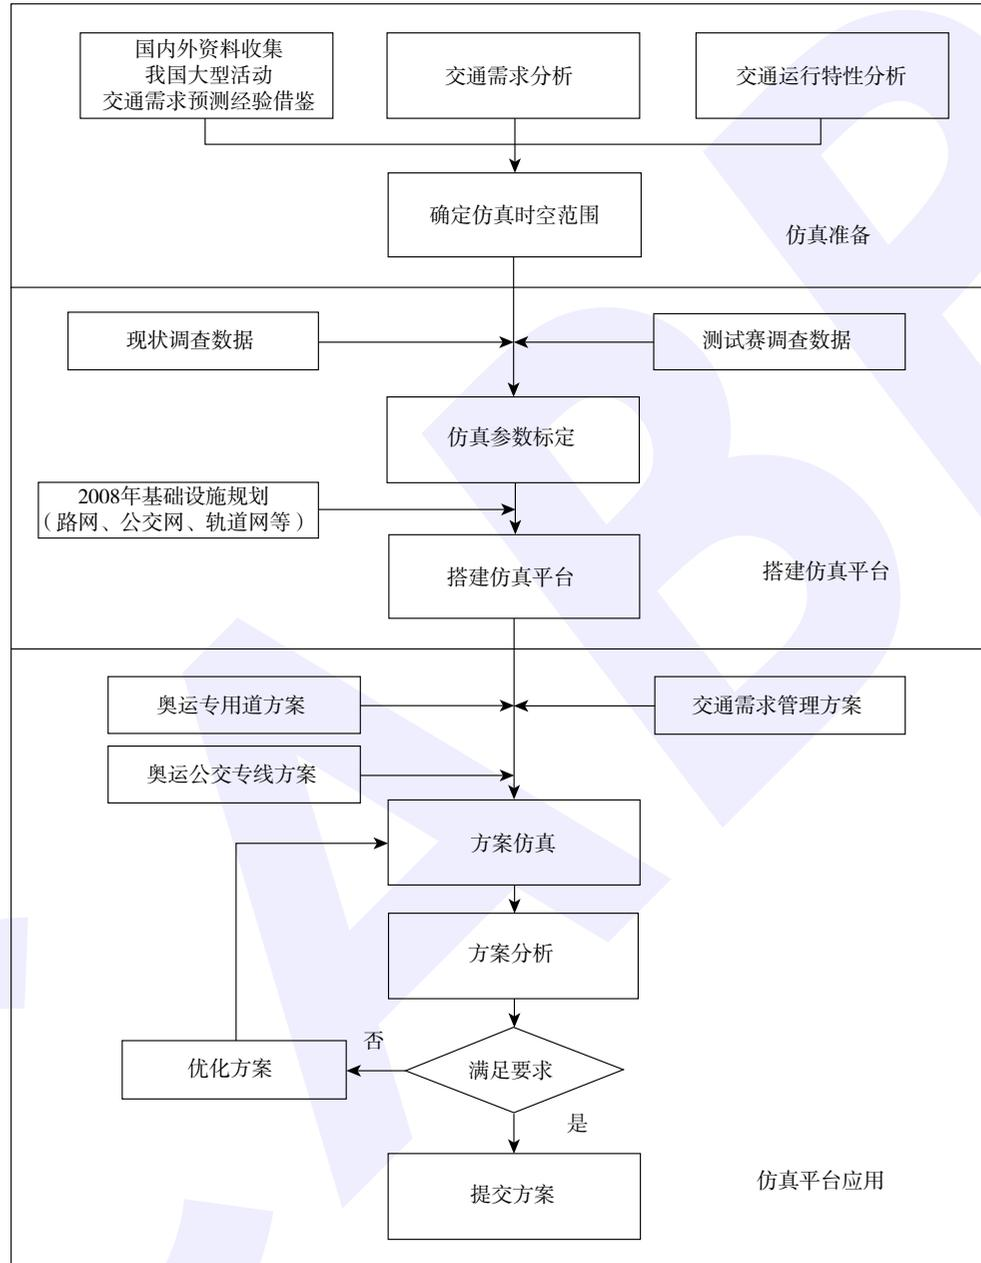 国内外资料收集
我国大型活动
交通需求预测经验借鉴
交通需求分析
交通运行特性分析
确定仿真时空范围
仿真准备
现状调查数据
测试赛调查数据
仿真参数标定
2008年基础设施规划
（路网、公交网、轨道网等）
搭建仿真平台
搭建仿真平台
奥运专用道方案
交通需求管理方案
奥运公交专线方案
方案仿真
方案分析
否
优化方案
满足要求
是
提交方案
仿真平台应用